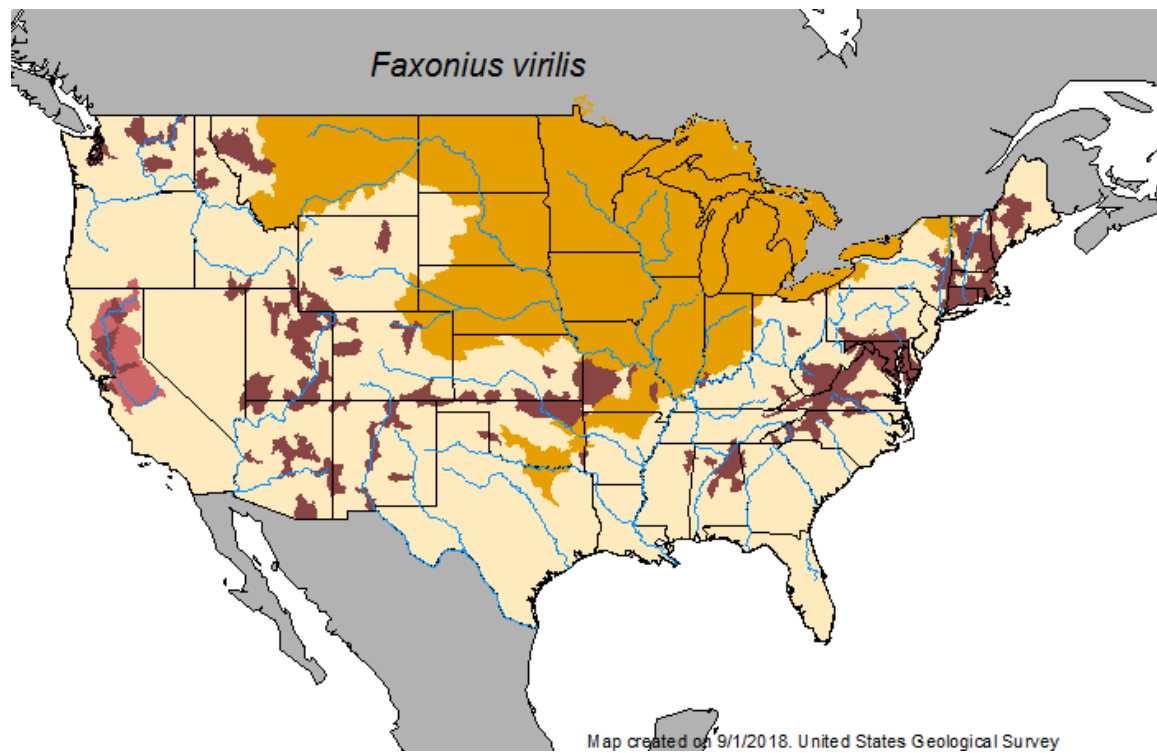 Faxonius virilis
Map created on 9/1/2018. United States Geological Survey